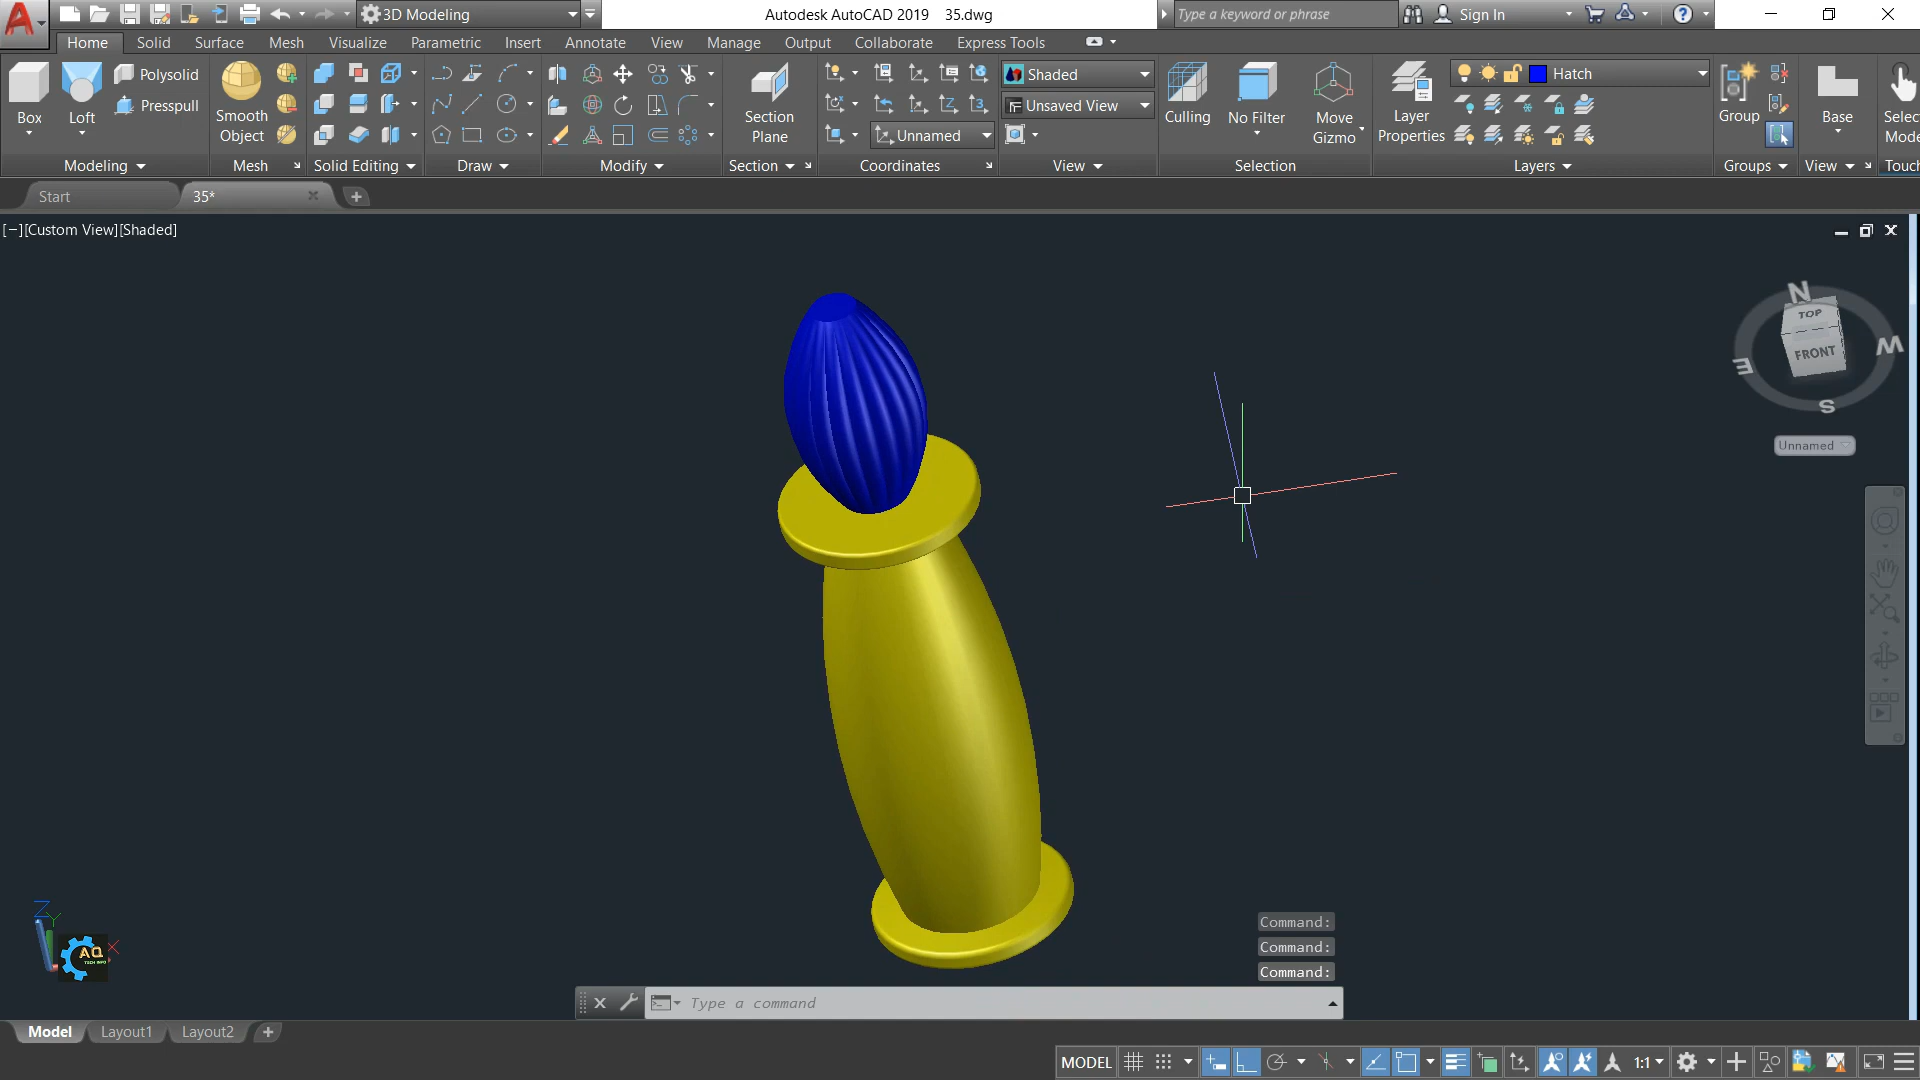 3D Modeling
Autodesk AutoCAD 2019 35.dwg
Type a keyword or phrase
Sign In
Home Solid Surface Mesh Visualize Parametric Insert Annotate View Manage Output Collaborate Express Tools
Box
Loft
Polysolid
Presspull
Smooth Object
Section Plane
Unnamed
Shaded
Unsaved View
Culling
No Filter
Move Gizmo
Layer Properties
Hatch
Group
Base
Modeling Mesh Solid Editing Draw Modify Section Coordinates View Selection Layers Groups View
Start
35*
[−][Custom View][Shaded]
N
TOP
FRONT
W
E
S
Unnamed
Z
Y
X
AQ
TECH INFO
Command:
Command:
Command:
Type a command
Model Layout1 Layout2
MODEL
1:1